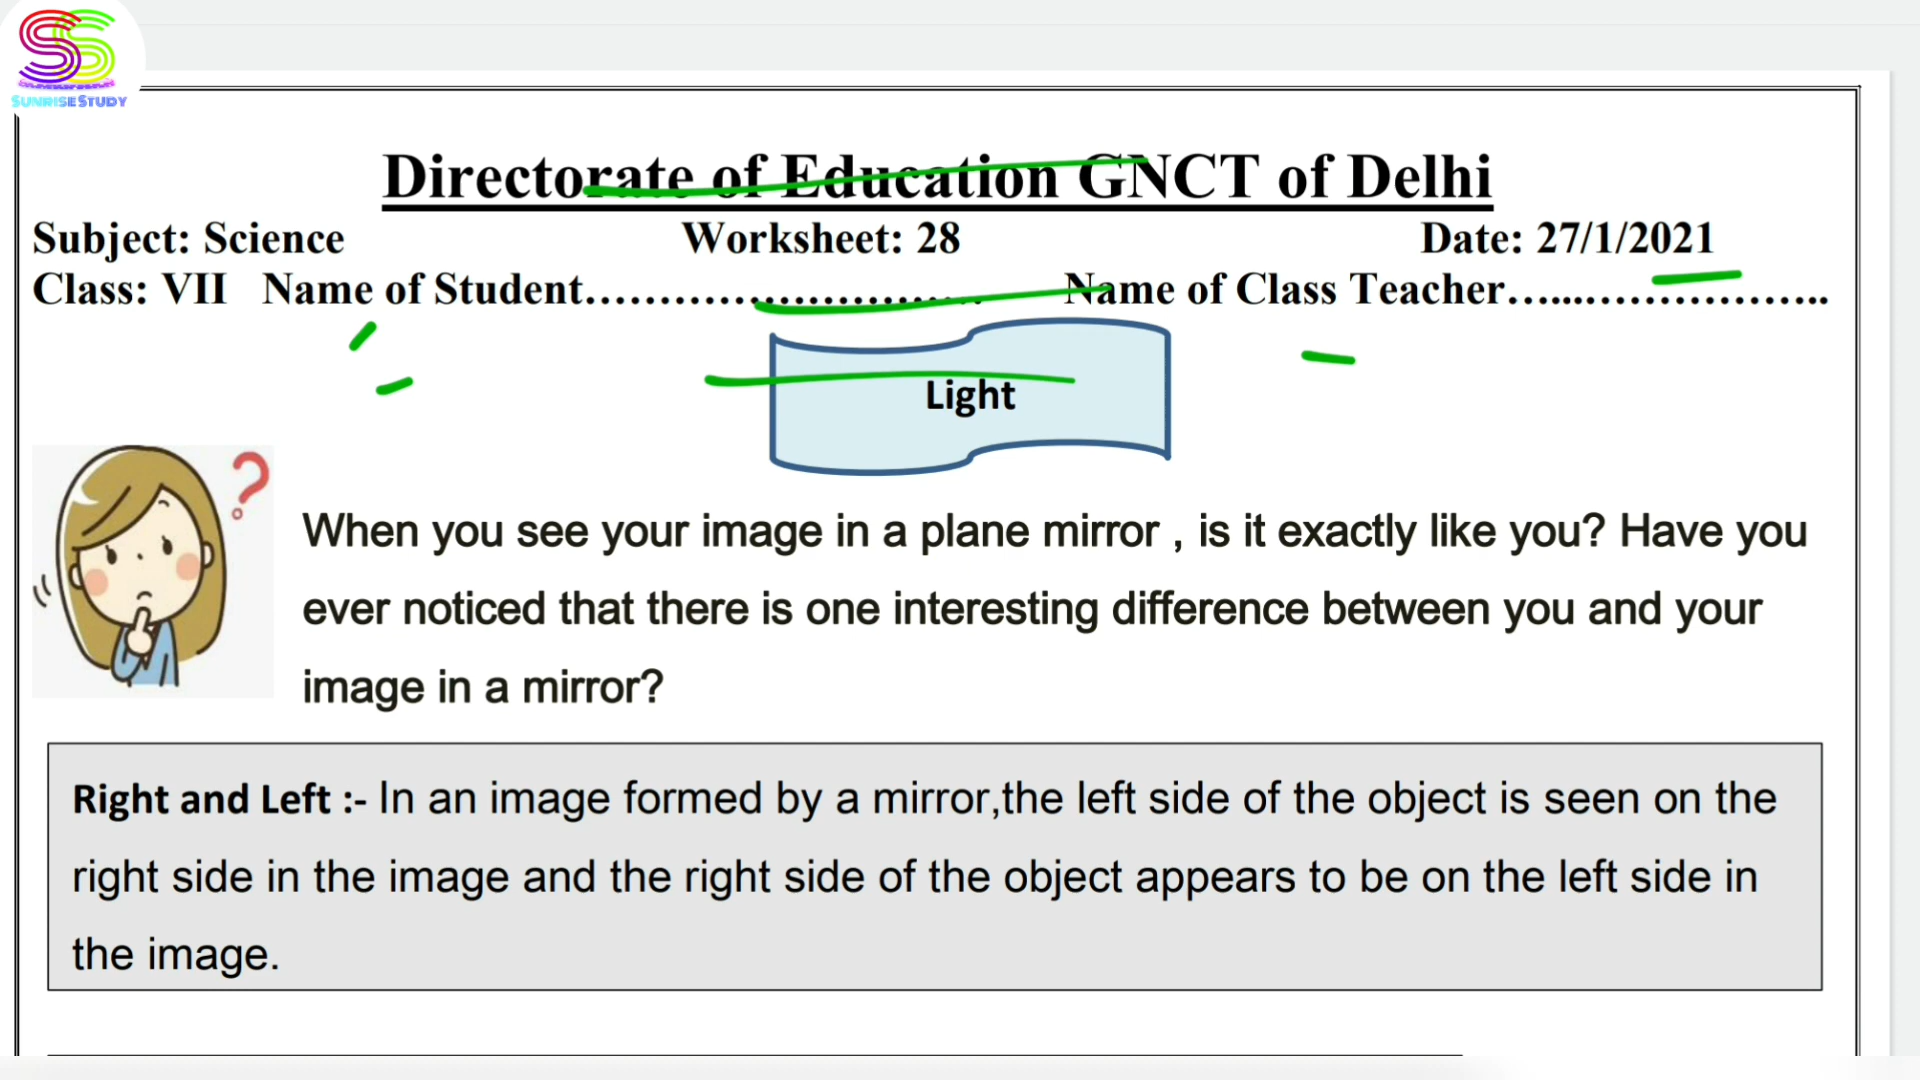 SUNRISE STUDY
Directorate of Education GNCT of Delhi
Subject: Science Worksheet: 28 Date: 27/1/2021
Class: VII Name of Student.............................. Name of Class Teacher.........................
Light
?
When you see your image in a plane mirror , is it exactly like you? Have you
ever noticed that there is one interesting difference between you and your
image in a mirror?
Right and Left :- In an image formed by a mirror,the left side of the object is seen on the
right side in the image and the right side of the object appears to be on the left side in
the image.